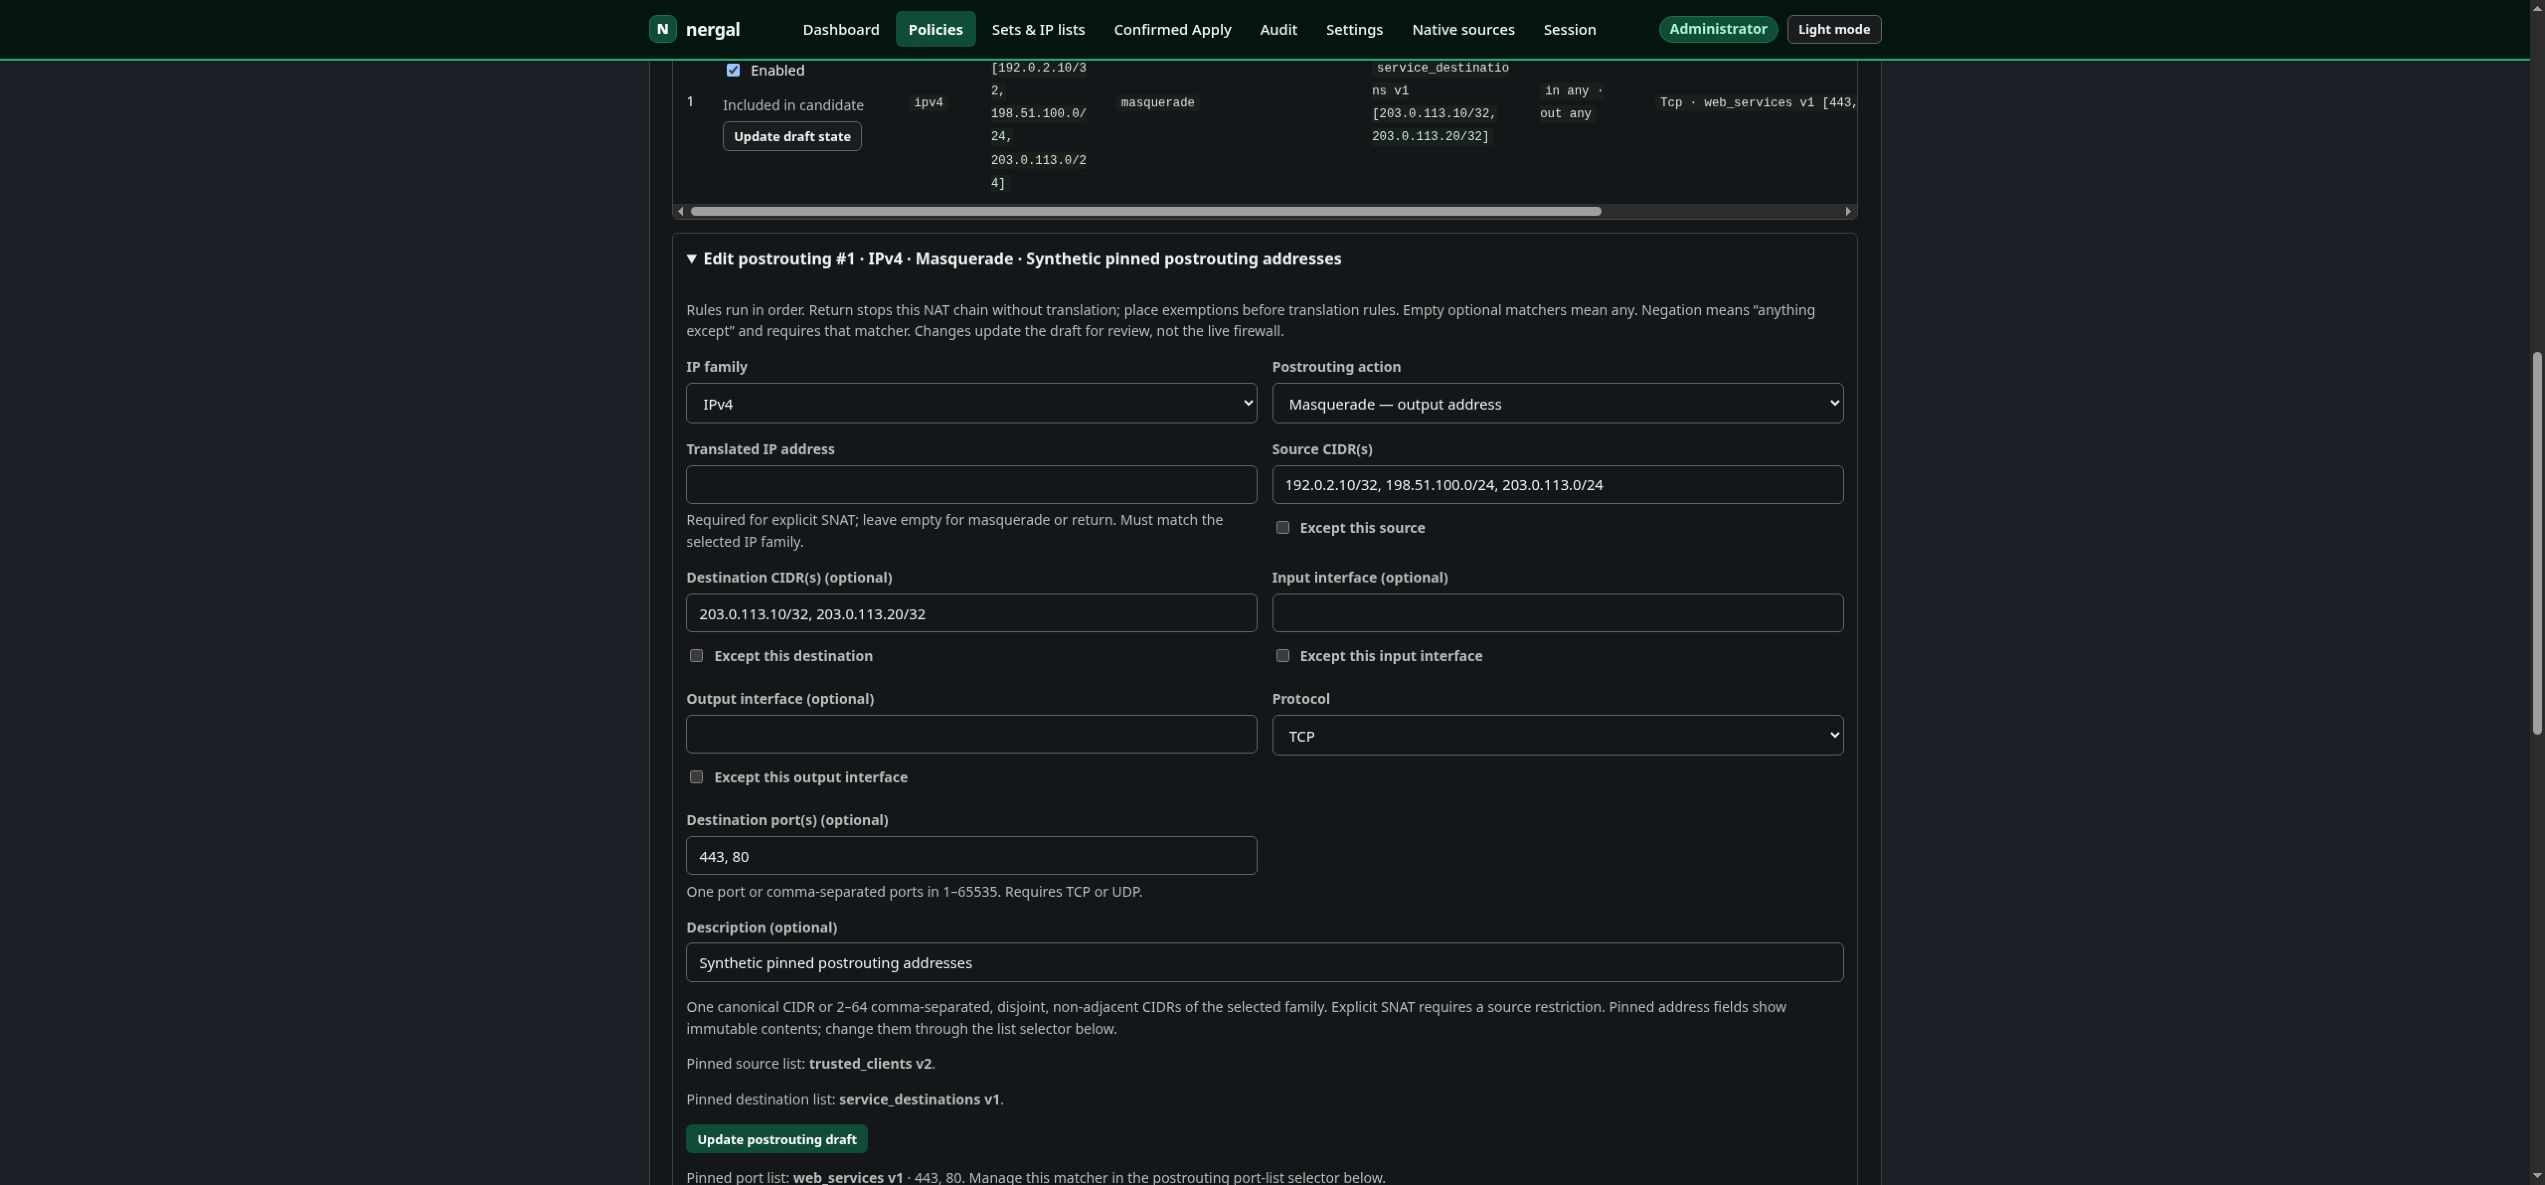 N nergal Dashboard Policies Sets & IP lists Confirmed Apply Audit Settings Native sources Session Administrator Light mode
1
Enabled
Included in candidate
Update draft state
ipv4
[192.0.2.10/3
2,
198.51.100.0/
24,
203.0.113.0/2
4]
masquerade
service_destinatio
ns v1
[203.0.113.10/32,
203.0.113.20/32]
in any ·
out any
Tcp · web_services v1 [443,
▼ Edit postrouting #1 · IPv4 · Masquerade · Synthetic pinned postrouting addresses
Rules run in order. Return stops this NAT chain without translation; place exemptions before translation rules. Empty optional matchers mean any. Negation means “anything
except” and requires that matcher. Changes update the draft for review, not the live firewall.
IP family
IPv4
Postrouting action
Masquerade — output address
Translated IP address
Required for explicit SNAT; leave empty for masquerade or return. Must match the
selected IP family.
Source CIDR(s)
192.0.2.10/32, 198.51.100.0/24, 203.0.113.0/24
Except this source
Destination CIDR(s) (optional)
203.0.113.10/32, 203.0.113.20/32
Except this destination
Input interface (optional)
Except this input interface
Output interface (optional)
Except this output interface
Protocol
TCP
Destination port(s) (optional)
443, 80
One port or comma-separated ports in 1–65535. Requires TCP or UDP.
Description (optional)
Synthetic pinned postrouting addresses
One canonical CIDR or 2–64 comma-separated, disjoint, non-adjacent CIDRs of the selected family. Explicit SNAT requires a source restriction. Pinned address fields show
immutable contents; change them through the list selector below.
Pinned source list: trusted_clients v2.
Pinned destination list: service_destinations v1.
Update postrouting draft
Pinned port list: web_services v1 · 443, 80. Manage this matcher in the postrouting port-list selector below.